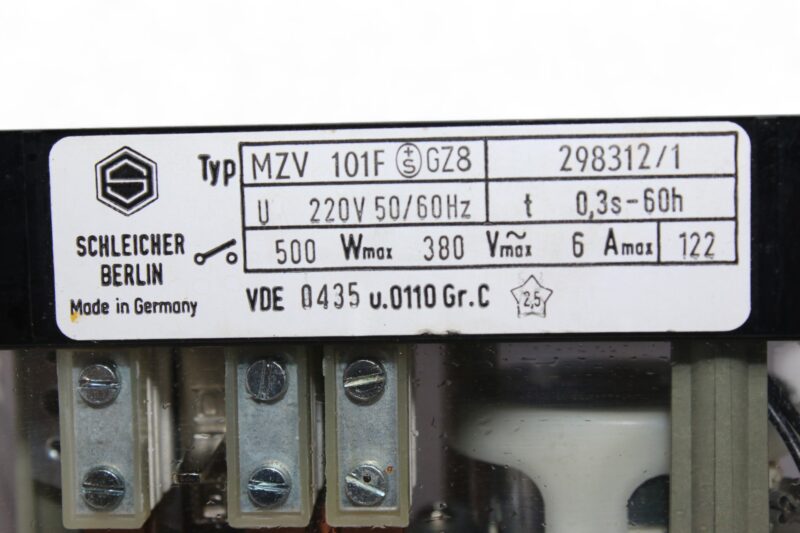 Typ MZV 101F GZ8 298312/1
U 220V 50/60Hz t 0,3s-60h
500 Wmax 380 Vmax~ 6 Amax 122
SCHLEICHER
BERLIN
Made in Germany
VDE 0435 u.0110 Gr.C 2,5